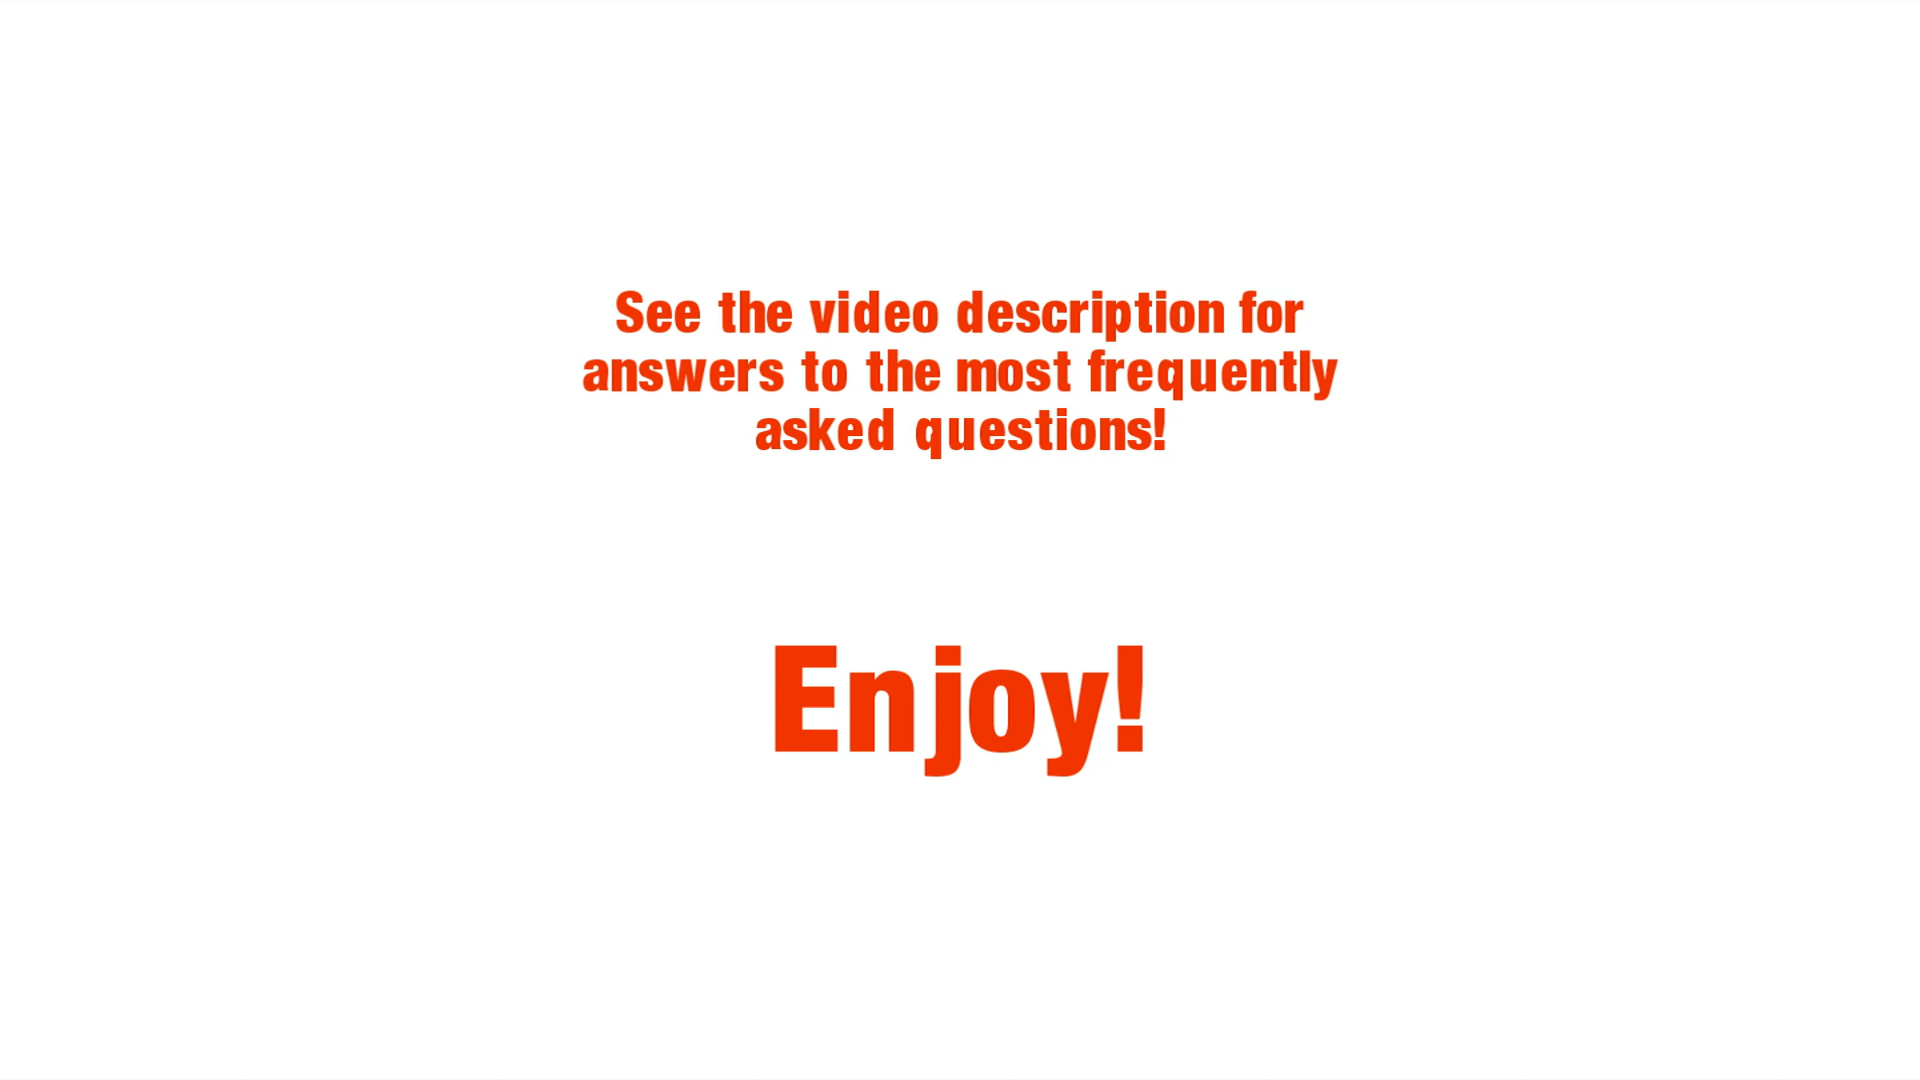 See the video description for
answers to the most frequently
asked questions!
Enjoy!